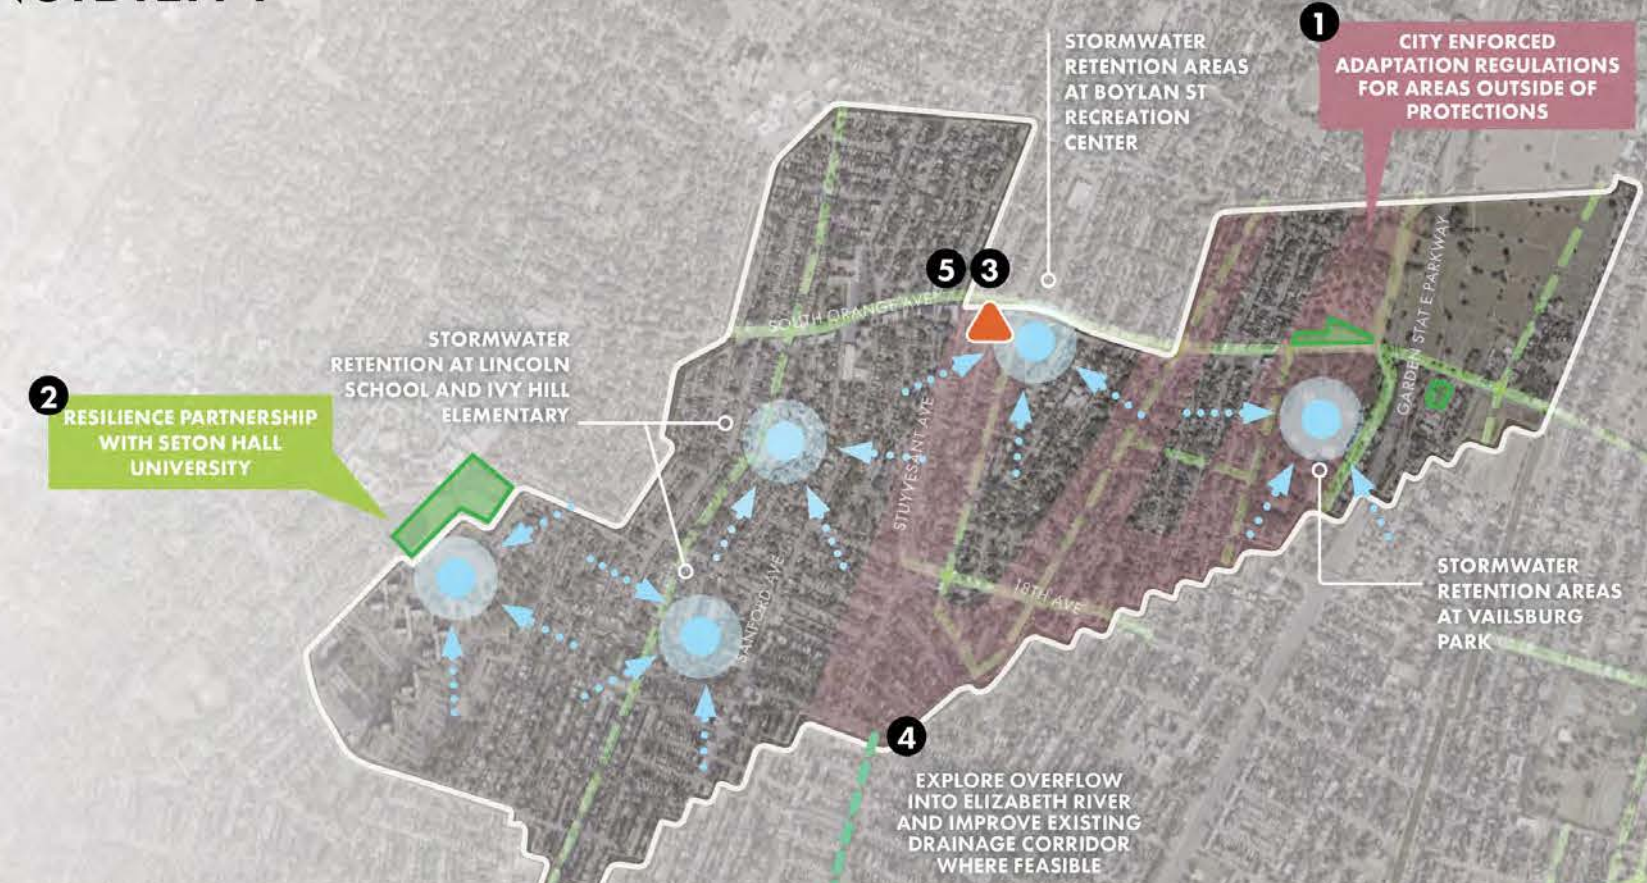 1
CITY ENFORCED
ADAPTATION REGULATIONS
FOR AREAS OUTSIDE OF
PROTECTIONS
STORMWATER
RETENTION AREAS
AT BOYLAN ST
RECREATION
CENTER
5 3
SOUTH ORANGE AVE
GARDEN STATE PARKWAY
STORMWATER
RETENTION AT LINCOLN
SCHOOL AND IVY HILL
ELEMENTARY
2
RESILIENCE PARTNERSHIP
WITH SETON HALL
UNIVERSITY
STUYVESANT AVE
SANFORD AVE
18TH AVE
STORMWATER
RETENTION AREAS
AT VAILSBURG
PARK
4
EXPLORE OVERFLOW
INTO ELIZABETH RIVER
AND IMPROVE EXISTING
DRAINAGE CORRIDOR
WHERE FEASIBLE